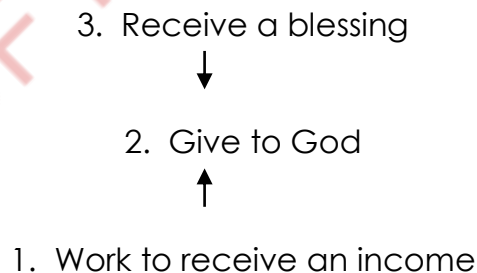 3. Receive a blessing
2. Give to God
1. Work to receive an income